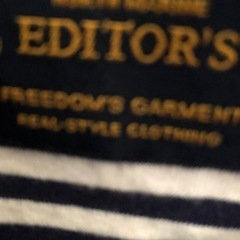 EDITOR'S
FREEDOM'S GARMENT
REAL-STYLE CLOTHING